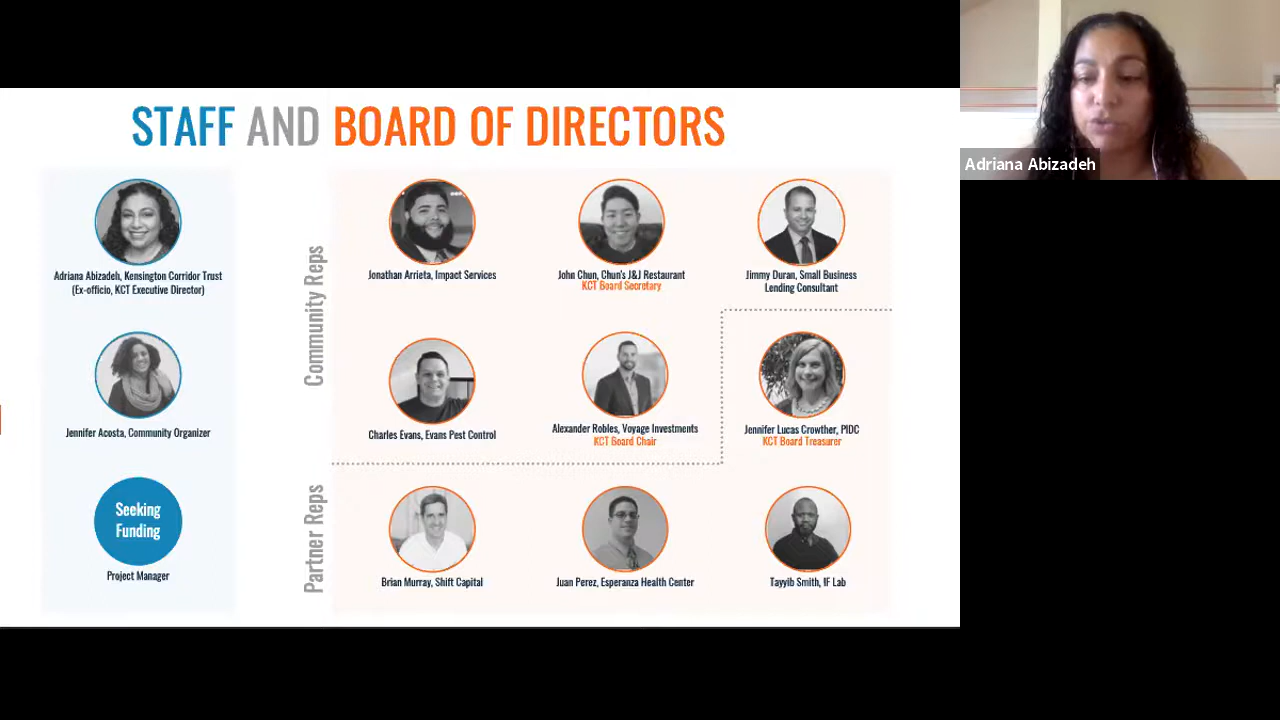 STAFF AND BOARD OF DIRECTORS
Adriana Abizadeh
Adriana Abizadeh, Kensington Corridor Trust
(Ex-officio, KCT Executive Director)
Jennifer Acosta, Community Organizer
Seeking
Funding
Project Manager
Community Reps
Jonathan Arrieta, Impact Services
John Chun, Chun's J&J Restaurant
KCT Board Secretary
Jimmy Duran, Small Business
Lending Consultant
Charles Evans, Evans Pest Control
Alexander Robles, Voyage Investments
KCT Board Chair
Jennifer Lucas Crowther, PIDC
KCT Board Treasurer
Partner Reps
Brian Murray, Shift Capital
Juan Perez, Esperanza Health Center
Tayyib Smith, IF Lab